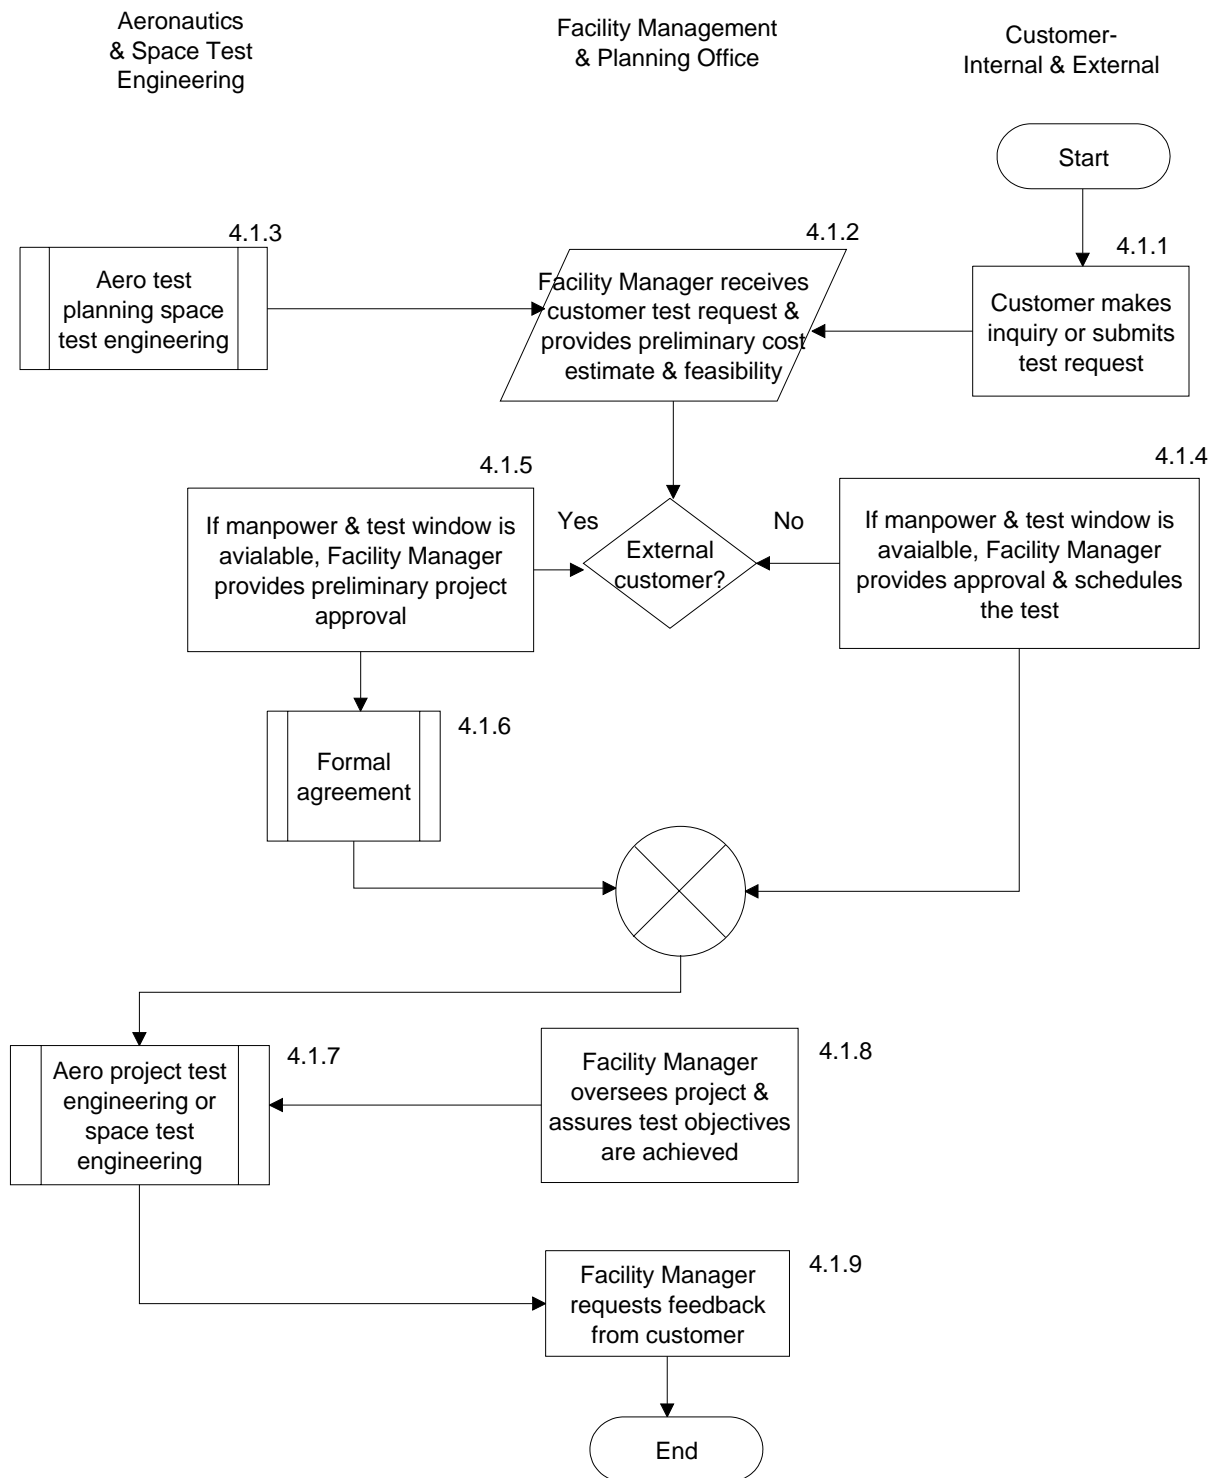 Aeronautics
& Space Test
Engineering
Facility Management
& Planning Office
Customer-
Internal & External
Start
4.1.3
4.1.2
4.1.1
Aero test
planning space
test engineering
Facility Manager receives
customer test request &
provides preliminary cost
estimate & feasibility
Customer makes
inquiry or submits
test request
4.1.5
4.1.4
If manpower & test window is
avialable, Facility Manager
provides preliminary project
approval
Yes
External
customer?
No
If manpower & test window is
avaialble, Facility Manager
provides approval & schedules
the test
4.1.6
Formal
agreement
4.1.7
Aero project test
engineering or
space test
engineering
4.1.8
Facility Manager
oversees project &
assures test objectives
are achieved
4.1.9
Facility Manager
requests feedback
from customer
End